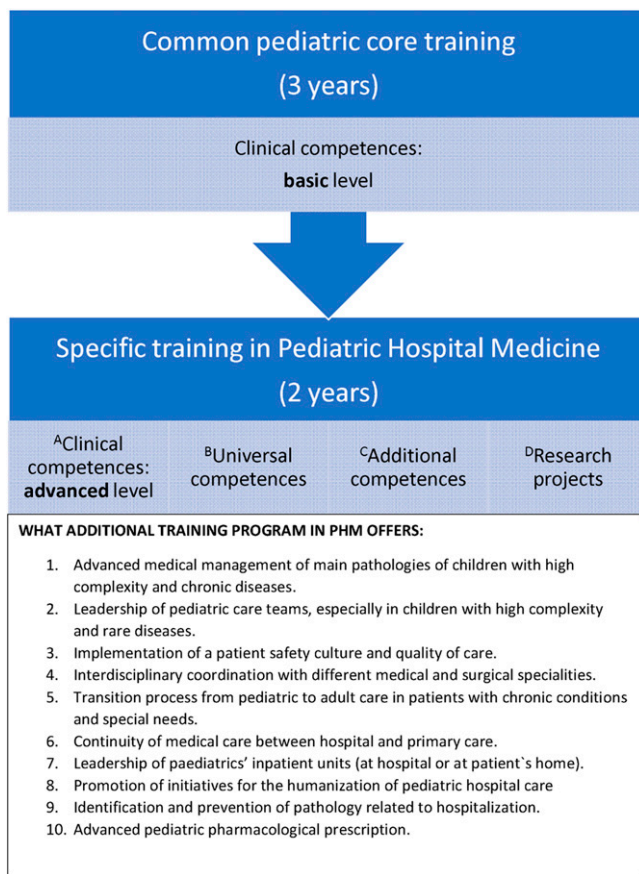 Common pediatric core training
(3 years)
Clinical competences:
basic level
Specific training in Pediatric Hospital Medicine
(2 years)
AClinical
competences:
advanced level
BUniversal
competences
CAdditional
competences
DResearch
projects
WHAT ADDITIONAL TRAINING PROGRAM IN PHM OFFERS:
1. Advanced medical management of main pathologies of children with high
complexity and chronic diseases.
2. Leadership of pediatric care teams, especially in children with high complexity
and rare diseases.
3. Implementation of a patient safety culture and quality of care.
4. Interdisciplinary coordination with different medical and surgical specialities.
5. Transition process from pediatric to adult care in patients with chronic conditions
and special needs.
6. Continuity of medical care between hospital and primary care.
7. Leadership of paediatrics’ inpatient units (at hospital or at patient`s home).
8. Promotion of initiatives for the humanization of pediatric hospital care
9. Identification and prevention of pathology related to hospitalization.
10. Advanced pediatric pharmacological prescription.